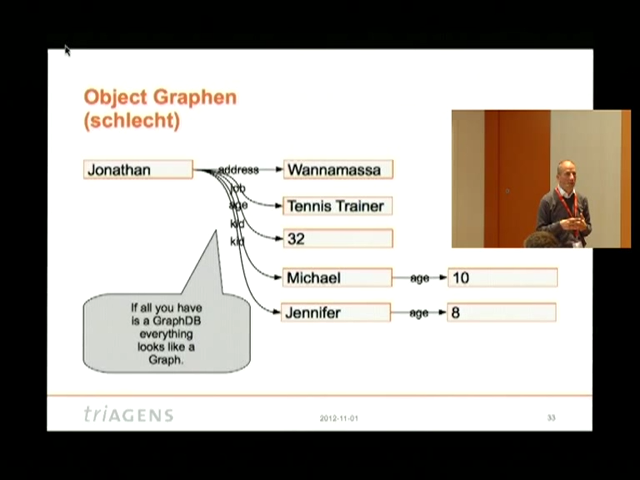 Object Graphen
(schlecht)
Jonathan
address
Wannamassa
job
Tennis Trainer
age
32
kid
Michael
age
10
kid
Jennifer
age
8
If all you have
is a GraphDB
everything
looks like a
Graph.
triAGENS
2012-11-01
33